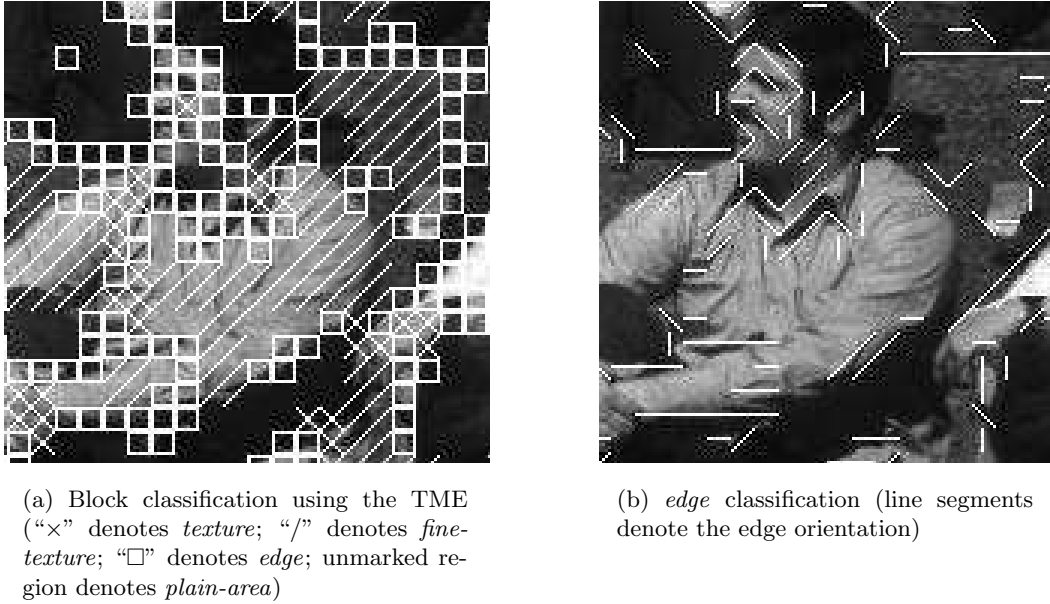 (a) Block classification using the TME
(“×” denotes texture; “/” denotes fine-
texture; “□” denotes edge; unmarked re-
gion denotes plain-area)
(b) edge classification (line segments
denote the edge orientation)